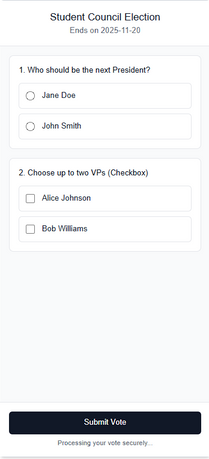 Student Council Election
Ends on 2025-11-20
1. Who should be the next President?
Jane Doe
John Smith
2. Choose up to two VPs (Checkbox)
Alice Johnson
Bob Williams
Submit Vote
Processing your vote securely...